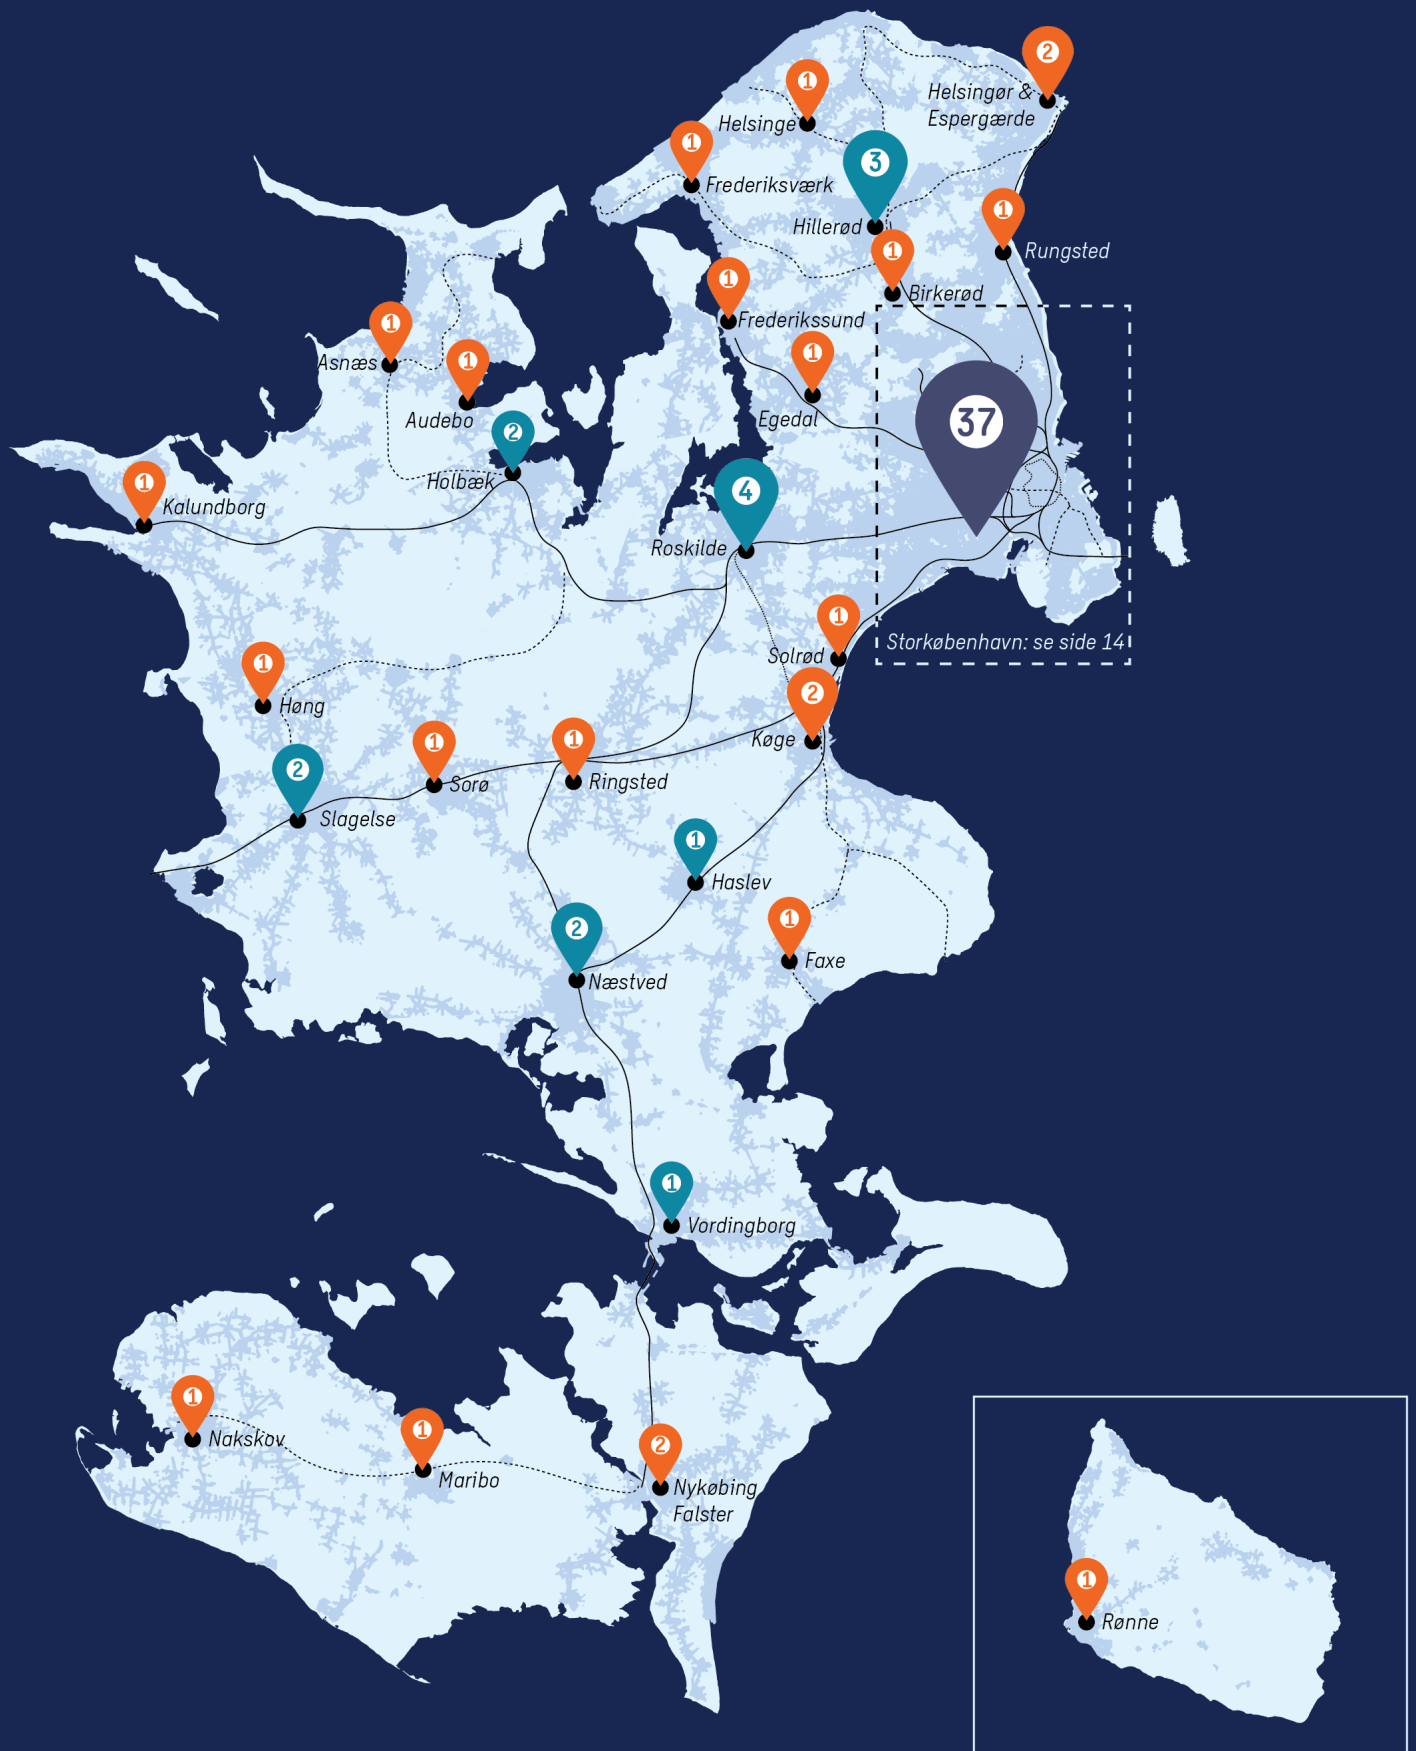 2
1
Helsingør &
Espergærde
Helsinge
1
3
Frederiksværk
1
Hillerød
1
Rungsted
1
Birkerød
1
Frederikssund
1
1
Asnæs
1
Egedal
Audebo
37
2
Holbæk
1
Kalundborg
4
Roskilde
1
Solrød
Storkøbenhavn: se side 14
1
Høng
2
Køge
1
Sorø
1
Ringsted
2
Slagelse
1
Haslev
1
Faxe
2
Næstved
1
Vordingborg
1
Nakskov
1
Maribo
2
Nykøbing
Falster
1
Rønne